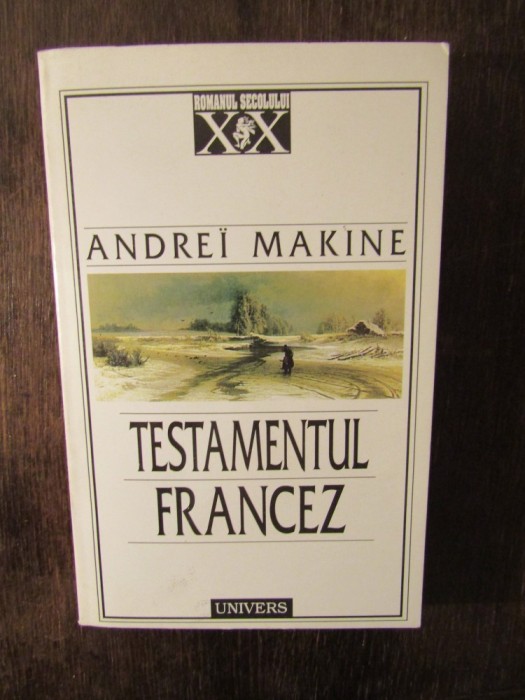 ROMANUL SECOLULUI
XX
ANDREÏ MAKINE
TESTAMENTUL
FRANCEZ
UNIVERS